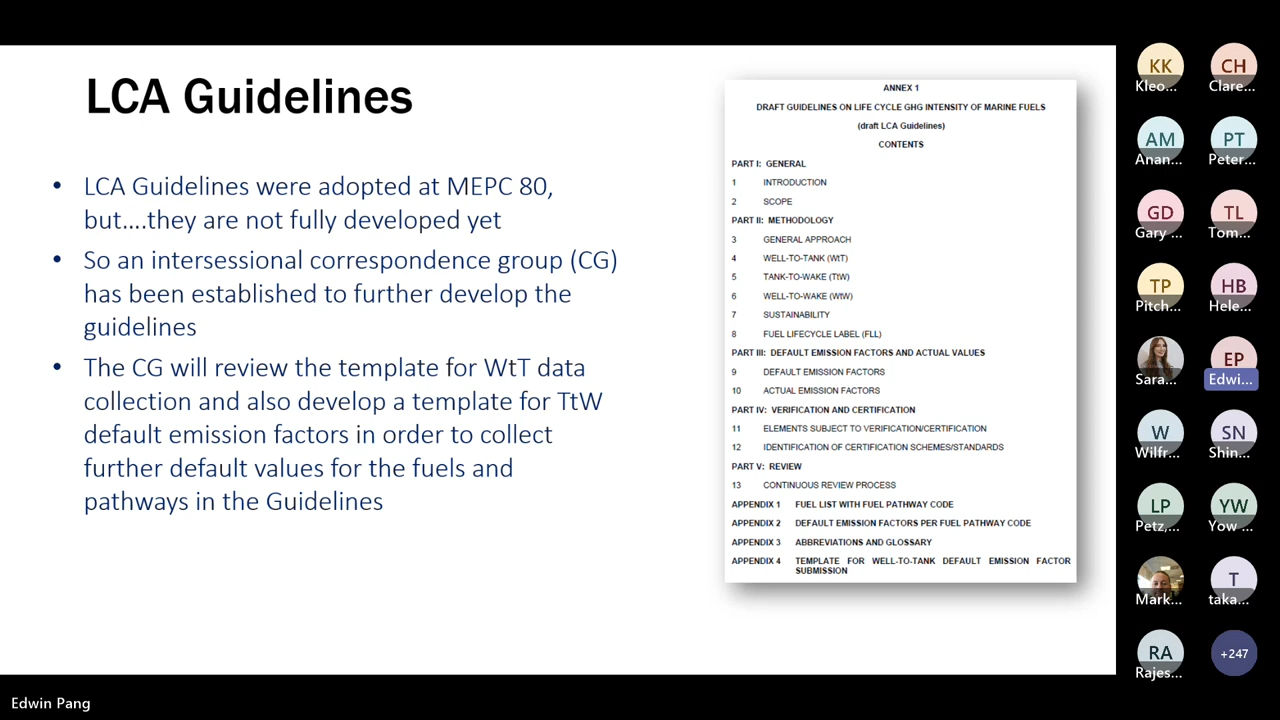 LCA Guidelines
• LCA Guidelines were adopted at MEPC 80,
but....they are not fully developed yet
• So an intersessional correspondence group (CG)
has been established to further develop the
guidelines
• The CG will review the template for WtT data
collection and also develop a template for TtW
default emission factors in order to collect
further default values for the fuels and
pathways in the Guidelines
ANNEX 1
DRAFT GUIDELINES ON LIFE CYCLE GHG INTENSITY OF MARINE FUELS
(draft LCA Guidelines)
CONTENTS
PART I: GENERAL
1 INTRODUCTION
2 SCOPE
PART II: METHODOLOGY
3 GENERAL APPROACH
4 WELL-TO-TANK (WtT)
5 TANK-TO-WAKE (TtW)
6 WELL-TO-WAKE (WtW)
7 SUSTAINABILITY
8 FUEL LIFECYCLE LABEL (FLL)
PART III: DEFAULT EMISSION FACTORS AND ACTUAL VALUES
9 DEFAULT EMISSION FACTORS
10 ACTUAL EMISSION FACTORS
PART IV: VERIFICATION AND CERTIFICATION
11 ELEMENTS SUBJECT TO VERIFICATION/CERTIFICATION
12 IDENTIFICATION OF CERTIFICATION SCHEMES/STANDARDS
PART V: REVIEW
13 CONTINUOUS REVIEW PROCESS
APPENDIX 1 FUEL LIST WITH FUEL PATHWAY CODE
APPENDIX 2 DEFAULT EMISSION FACTORS PER FUEL PATHWAY CODE
APPENDIX 3 ABBREVIATIONS AND GLOSSARY
APPENDIX 4 TEMPLATE FOR WELL-TO-TANK DEFAULT EMISSION FACTOR
SUBMISSION
KK CH
Kleo... Clare...
AM PT
Anan... Peter...
GD TL
Gary ... Tom...
TP HB
Pitch... Hele...
EP
Sara... Edwi...
W SN
Wilfr... Shin...
LP YW
Petz,... Yow ...
T
Mark... taka...
RA +247
Rajes...
Edwin Pang